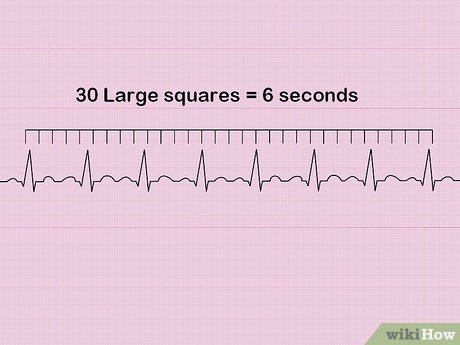 30 Large squares = 6 seconds
wikiHow